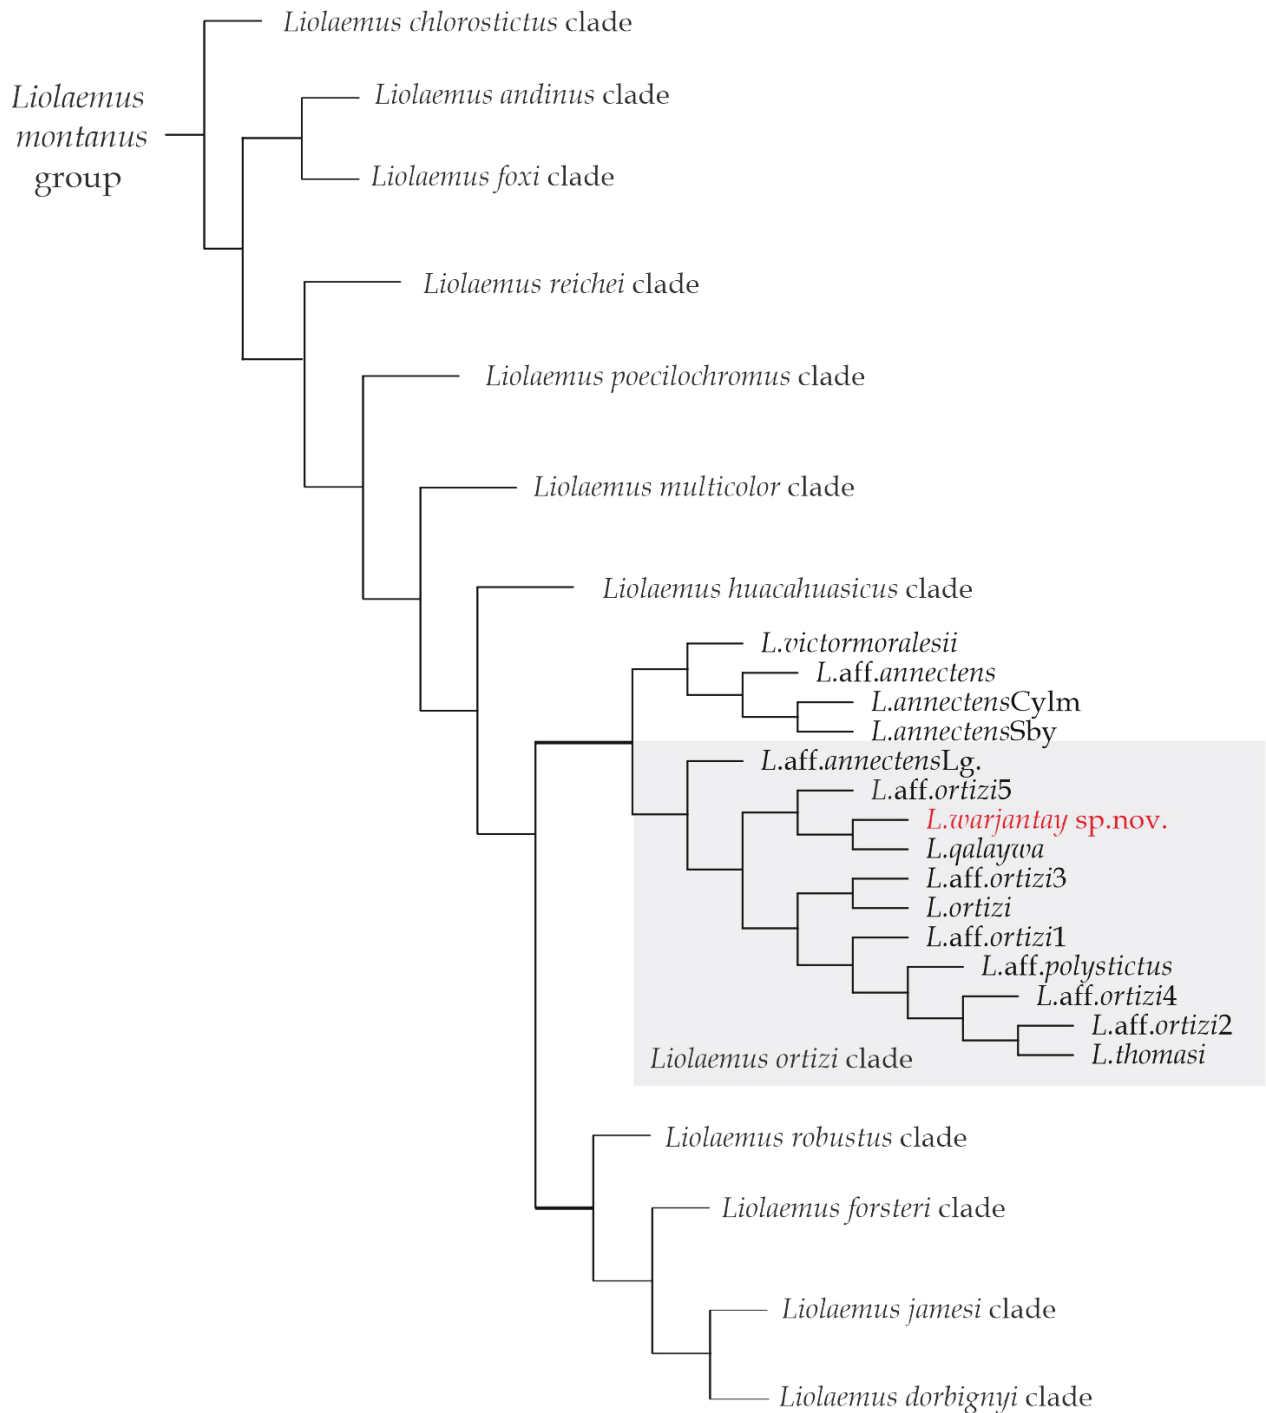 Liolaemus chlorostictus clade
Liolaemus
montanus
group
Liolaemus andinus clade
Liolaemus foxi clade
Liolaemus reichei clade
Liolaemus poecilochromus clade
Liolaemus multicolor clade
Liolaemus huacahuasicus clade
L.victormoralesii
L.aff.annectens
L.annectensCylm
L.annectensSby
L.aff.annectensLg.
L.aff.ortizi5
L.warjantay sp.nov.
L.qalaywa
L.aff.ortizi3
L.ortizi
L.aff.ortizi1
L.aff.polystictus
L.aff.ortizi4
L.aff.ortizi2
L.thomasi
Liolaemus ortizi clade
Liolaemus robustus clade
Liolaemus forsteri clade
Liolaemus jamesi clade
Liolaemus dorbignyi clade